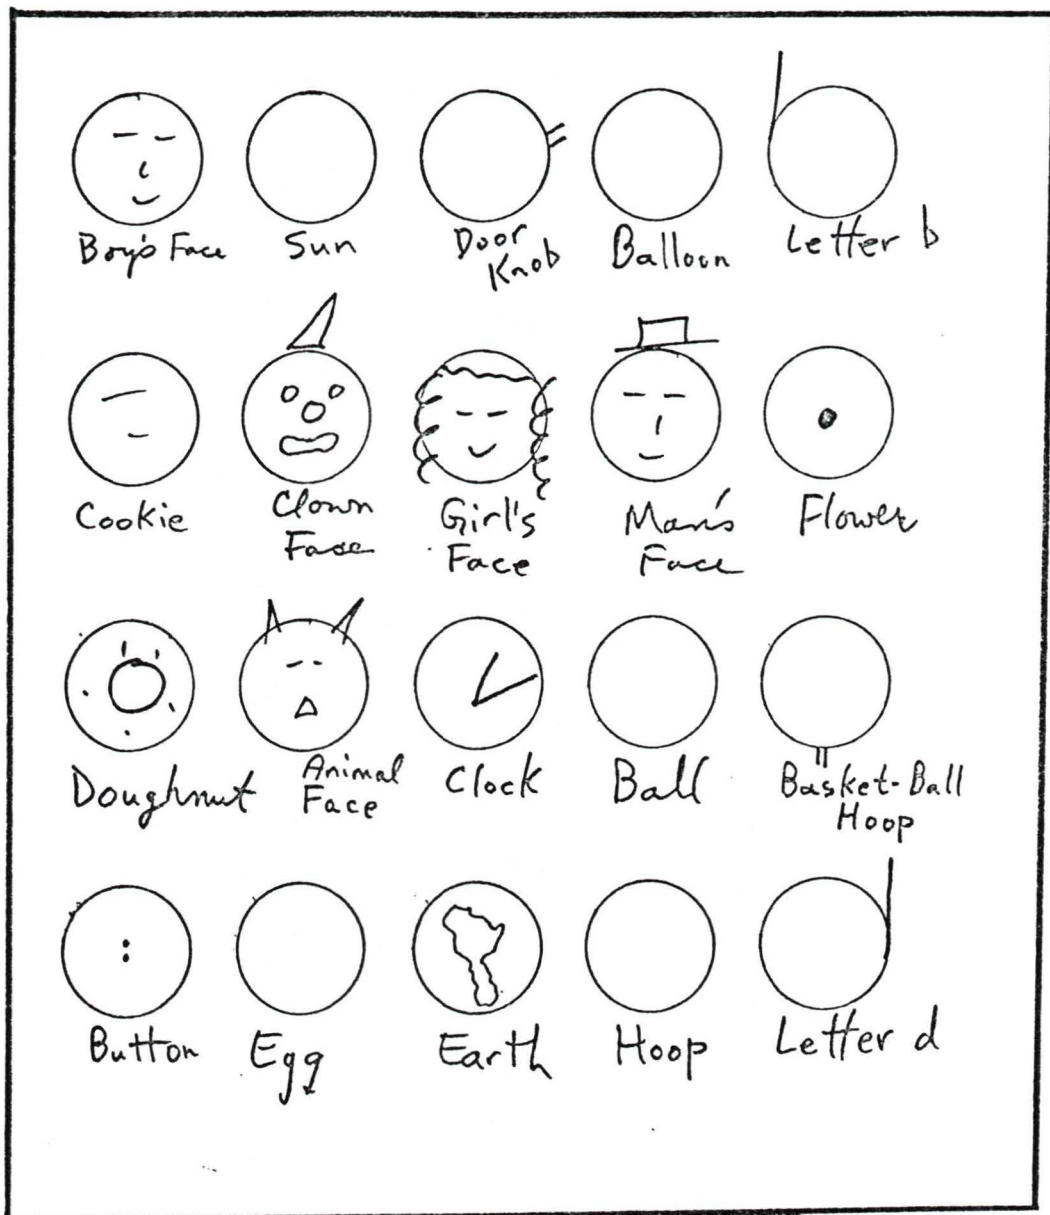 Boy's Face
Sun
Door
Knob
Balloon
Letter b
Cookie
Clown
Face
Girl's
Face
Man's
Face
Flower
Doughnut
Animal
Face
Clock
Ball
Basket-Ball
Hoop
Button
Egg
Earth
Hoop
Letter d